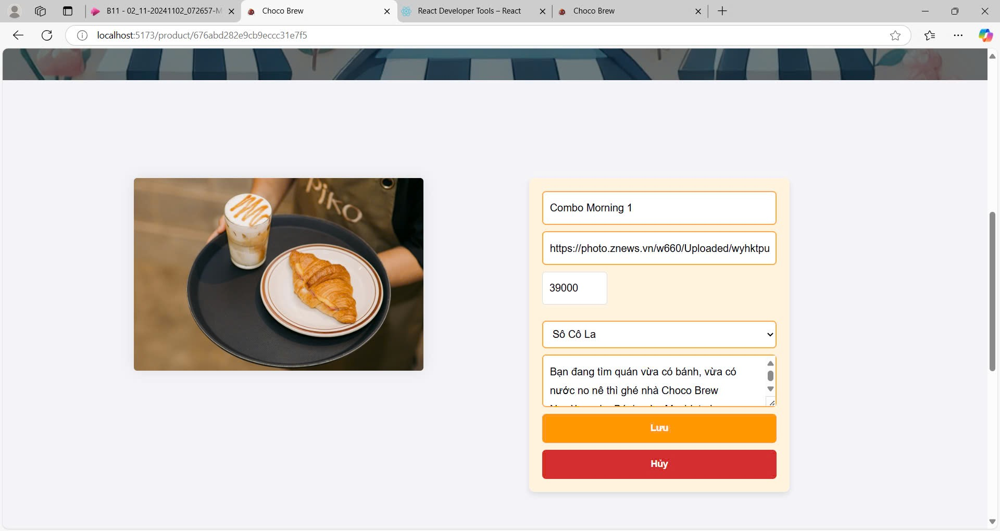 B11 - 02_11-20241102_072657-M
Choco Brew
React Developer Tools – React
Choco Brew
localhost:5173/product/676abd282e9cb9eccc31e7f5
PiKO
Combo Morning 1
https://photo.znews.vn/w660/Uploaded/wyhktpu
39000
Sô Cô La
Bạn đang tìm quán vừa có bánh, vừa có
nước no nê thì ghé nhà Choco Brew
Lưu
Hủy